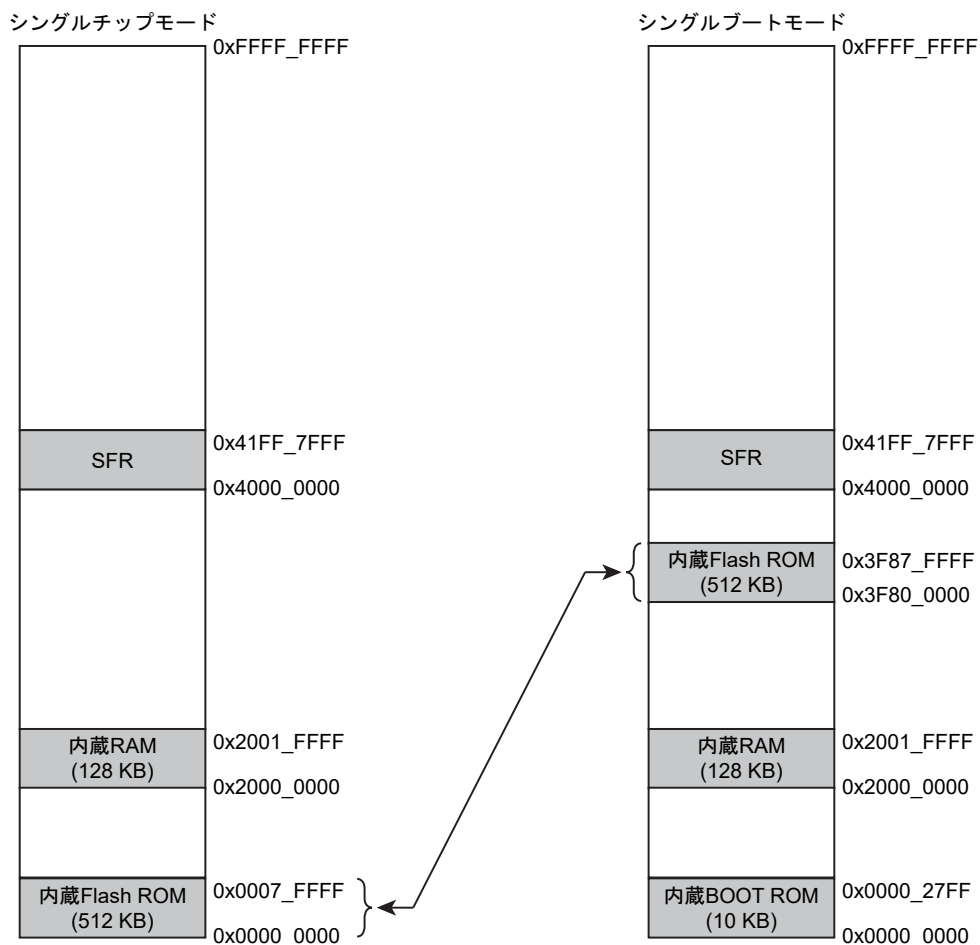 シングルチップモード
0xFFFF_FFFF
SFR
0x41FF_7FFF
0x4000_0000
内蔵RAM
(128 KB)
0x2001_FFFF
0x2000_0000
内蔵Flash ROM
(512 KB)
0x0007_FFFF
0x0000_0000
シングルブートモード
0xFFFF_FFFF
SFR
0x41FF_7FFF
0x4000_0000
内蔵Flash ROM
(512 KB)
0x3F87_FFFF
0x3F80_0000
内蔵RAM
(128 KB)
0x2001_FFFF
0x2000_0000
内蔵BOOT ROM
(10 KB)
0x0000_27FF
0x0000_0000